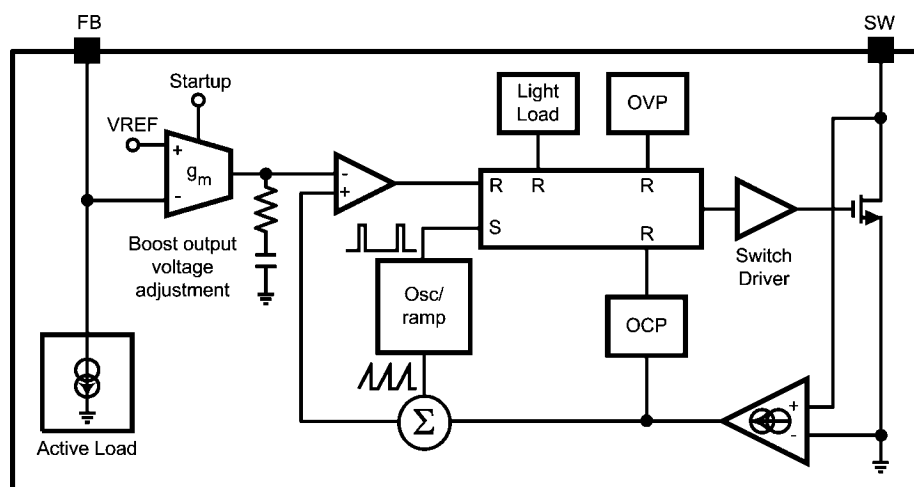 FB
SW
Startup
VREF
+
-
gm
Boost output
voltage
adjustment
-
+
Light
Load
OVP
R
R
R
S
R
Switch
Driver
Osc/
ramp
OCP
Σ
+
-
Active Load